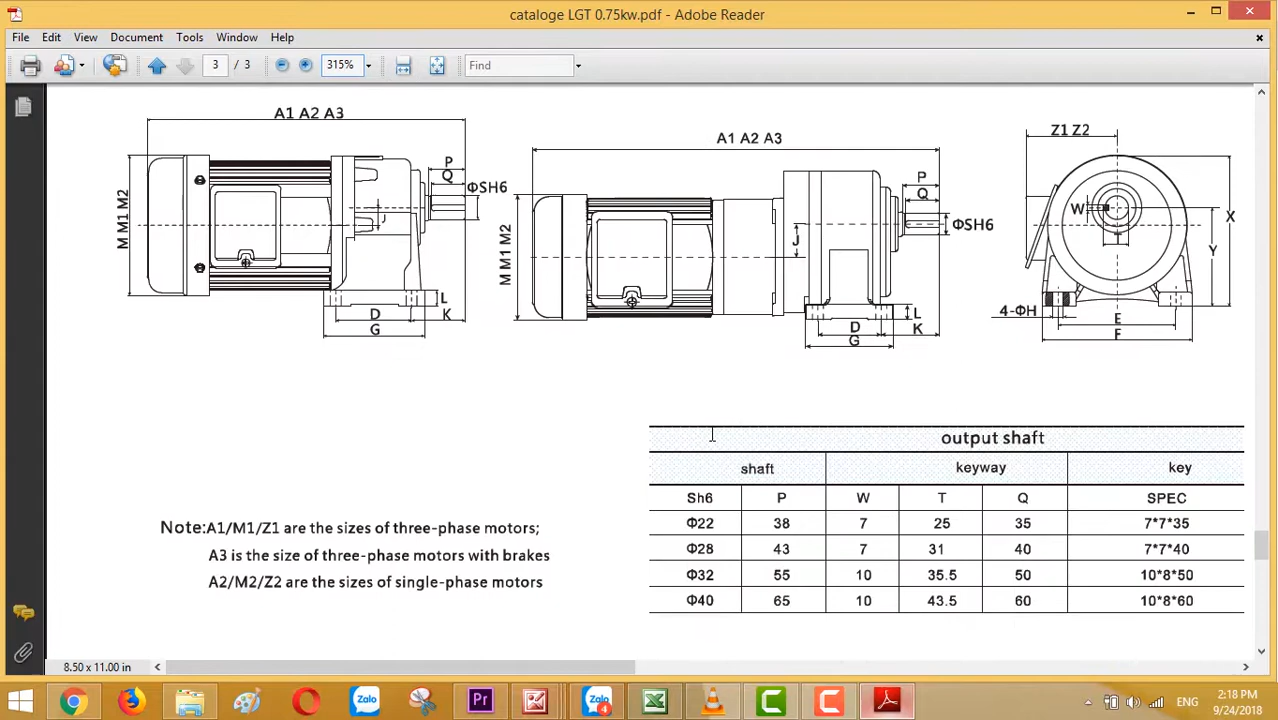 cataloge LGT 0.75kw.pdf - Adobe Reader
File Edit View Document Tools Window Help
3 / 3 315% Find
A1 A2 A3
P
Q
ΦSH6
M M1 M2
J
L
D K
G
A1 A2 A3
P
Q
ΦSH6
M M1 M2
J
L
D K
G
Z1 Z2
W
T
X
Y
4-ΦH
E
F
output shaft
shaft keyway key
Sh6 P W T Q SPEC
Φ22 38 7 25 35 7*7*35
Φ28 43 7 31 40 7*7*40
Φ32 55 10 35.5 50 10*8*50
Φ40 65 10 43.5 60 10*8*60
Note:A1/M1/Z1 are the sizes of three-phase motors;
A3 is the size of three-phase motors with brakes
A2/M2/Z2 are the sizes of single-phase motors
8.50 x 11.00 in
Zalo Pr Zalo 4 ENG 2:18 PM
9/24/2018